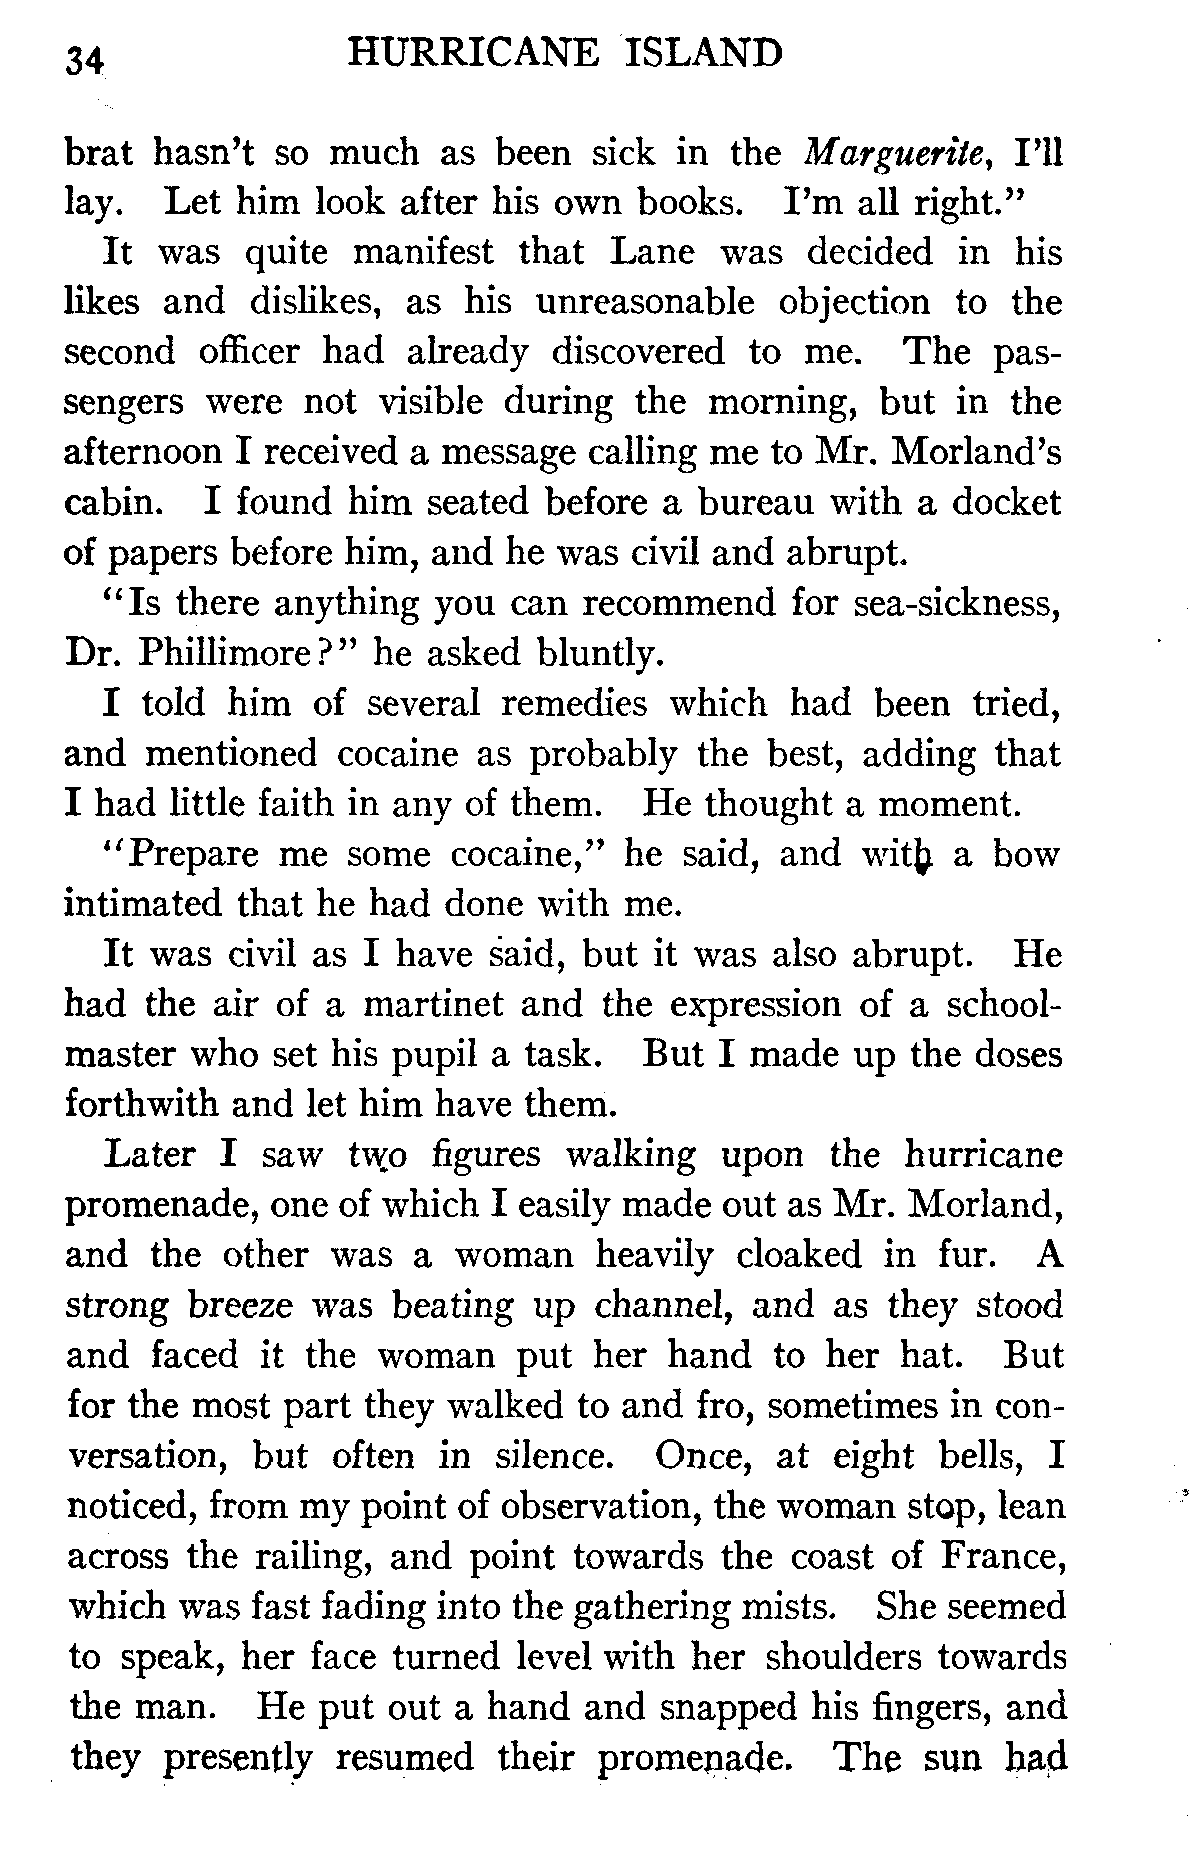 34 HURRICANE ISLAND
brat hasn't so much as been sick in the Marguerite, I'll
lay. Let him look after his own books. I'm all right."
It was quite manifest that Lane was decided in his
likes and dislikes, as his unreasonable objection to the
second officer had already discovered to me. The pas-
sengers were not visible during the morning, but in the
afternoon I received a message calling me to Mr. Morland's
cabin. I found him seated before a bureau with a docket
of papers before him, and he was civil and abrupt.
"Is there anything you can recommend for sea-sickness,
Dr. Phillimore?" he asked bluntly.
I told him of several remedies which had been tried,
and mentioned cocaine as probably the best, adding that
I had little faith in any of them. He thought a moment.
"Prepare me some cocaine," he said, and with a bow
intimated that he had done with me.
It was civil as I have said, but it was also abrupt. He
had the air of a martinet and the expression of a school-
master who set his pupil a task. But I made up the doses
forthwith and let him have them.
Later I saw two figures walking upon the hurricane
promenade, one of which I easily made out as Mr. Morland,
and the other was a woman heavily cloaked in fur. A
strong breeze was beating up channel, and as they stood
and faced it the woman put her hand to her hat. But
for the most part they walked to and fro, sometimes in con-
versation, but often in silence. Once, at eight bells, I
noticed, from my point of observation, the woman stop, lean
across the railing, and point towards the coast of France,
which was fast fading into the gathering mists. She seemed
to speak, her face turned level with her shoulders towards
the man. He put out a hand and snapped his fingers, and
they presently resumed their promenade. The sun had